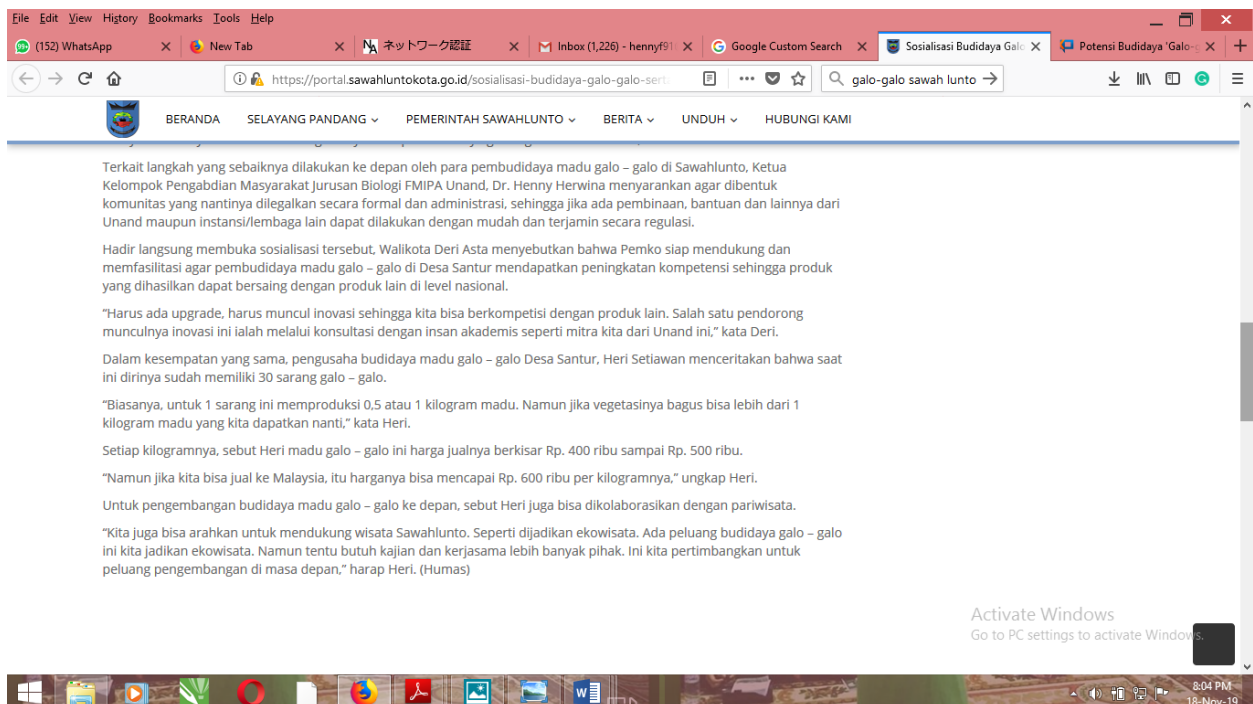 File Edit View History Bookmarks Tools Help
(152) WhatsApp
New Tab
ネットワーク認証
Inbox (1,226) - hennyf91
Google Custom Search
Sosialisasi Budidaya Galo
Potensi Budidaya 'Galo-g
https://portal.sawahluntokota.go.id/sosialisasi-budidaya-galo-galo-serta
galo-galo sawah lunto
BERANDA SELAYANG PANDANG PEMERINTAH SAWAHLUNTO BERITA UNDUH HUBUNGI KAMI
Terkait langkah yang sebaiknya dilakukan ke depan oleh para pembudidaya madu galo – galo di Sawahlunto, Ketua
Kelompok Pengabdian Masyarakat Jurusan Biologi FMIPA Unand, Dr. Henny Herwina menyarankan agar dibentuk
komunitas yang nantinya dilegalkan secara formal dan administrasi, sehingga jika ada pembinaan, bantuan dan lainnya dari
Unand maupun instansi/lembaga lain dapat dilakukan dengan mudah dan terjamin secara regulasi.
Hadir langsung membuka sosialisasi tersebut, Walikota Deri Asta menyebutkan bahwa Pemko siap mendukung dan
memfasilitasi agar pembudidaya madu galo – galo di Desa Santur mendapatkan peningkatan kompetensi sehingga produk
yang dihasilkan dapat bersaing dengan produk lain di level nasional.
“Harus ada upgrade, harus muncul inovasi sehingga kita bisa berkompetisi dengan produk lain. Salah satu pendorong
munculnya inovasi ini ialah melalui konsultasi dengan insan akademis seperti mitra kita dari Unand ini,” kata Deri.
Dalam kesempatan yang sama, pengusaha budidaya madu galo – galo Desa Santur, Heri Setiawan menceritakan bahwa saat
ini dirinya sudah memiliki 30 sarang galo – galo.
“Biasanya, untuk 1 sarang ini memproduksi 0,5 atau 1 kilogram madu. Namun jika vegetasinya bagus bisa lebih dari 1
kilogram madu yang kita dapatkan nanti,” kata Heri.
Setiap kilogramnya, sebut Heri madu galo – galo ini harga jualnya berkisar Rp. 400 ribu sampai Rp. 500 ribu.
“Namun jika kita bisa jual ke Malaysia, itu harganya bisa mencapai Rp. 600 ribu per kilogramnya,” ungkap Heri.
Untuk pengembangan budidaya madu galo – galo ke depan, sebut Heri juga bisa dikolaborasikan dengan pariwisata.
“Kita juga bisa arahkan untuk mendukung wisata Sawahlunto. Seperti dijadikan ekowisata. Ada peluang budidaya galo – galo
ini kita jadikan ekowisata. Namun tentu butuh kajian dan kerjasama lebih banyak pihak. Ini kita pertimbangkan untuk
peluang pengembangan di masa depan,” harap Heri. (Humas)
Activate Windows
Go to PC settings to activate Windows.
8:04 PM
18-Nov-19